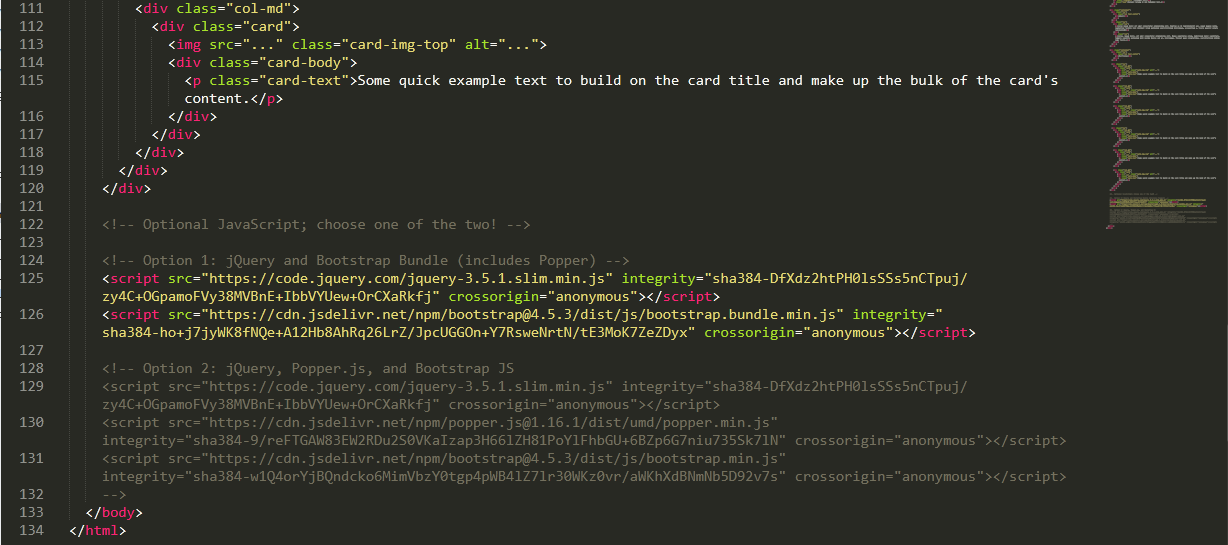 111 <div class="col-md">
112 <div class="card">
113 <img src="..." class="card-img-top" alt="...">
114 <div class="card-body">
115 <p class="card-text">Some quick example text to build on the card title and make up the bulk of the card's
content.</p>
116 </div>
117 </div>
118 </div>
119 </div>
120 </div>
121
122 <!-- Optional JavaScript; choose one of the two! -->
123
124 <!-- Option 1: jQuery and Bootstrap Bundle (includes Popper) -->
125 <script src="https://code.jquery.com/jquery-3.5.1.slim.min.js" integrity="sha384-DfXdz2htPH0lsSSs5nCTpuj/
zy4C+OGpamoFVy38MVBnE+IbbVYUew+OrCXaRkfj" crossorigin="anonymous"></script>
126 <script src="https://cdn.jsdelivr.net/npm/bootstrap@4.5.3/dist/js/bootstrap.bundle.min.js" integrity="
sha384-ho+j7jyWK8fNQe+A12Hb8AhRq26LrZ/JpcUGGOn+Y7RsweNrtN/tE3MoK7ZeZDyx" crossorigin="anonymous"></script>
127
128 <!-- Option 2: jQuery, Popper.js, and Bootstrap JS
129 <script src="https://code.jquery.com/jquery-3.5.1.slim.min.js" integrity="sha384-DfXdz2htPH0lsSSs5nCTpuj/
zy4C+OGpamoFVy38MVBnE+IbbVYUew+OrCXaRkfj" crossorigin="anonymous"></script>
130 <script src="https://cdn.jsdelivr.net/npm/popper.js@1.16.1/dist/umd/popper.min.js"
integrity="sha384-9/reFTGAW83EW2RDu2S0VKaIzap3H66lZH81PoYlFhbGU+6BZp6G7niu735Sk7lN" crossorigin="anonymous"></script>
131 <script src="https://cdn.jsdelivr.net/npm/bootstrap@4.5.3/dist/js/bootstrap.min.js"
integrity="sha384-w1Q4orYjBQndcko6MimVbzY0tgp4pWB4lZ7lr30WKz0vr/aWKhXdBNmNb5D92v7s" crossorigin="anonymous"></script>
132 -->
133 </body>
134 </html>